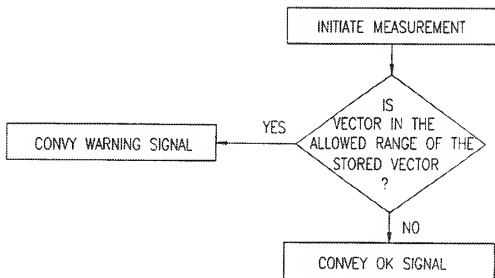 INITIATE MEASUREMENT
IS
VECTOR IN THE
ALLOWED RANGE OF THE
STORED VECTOR
?
YES
CONVY WARNING SIGNAL
NO
CONVEY OK SIGNAL